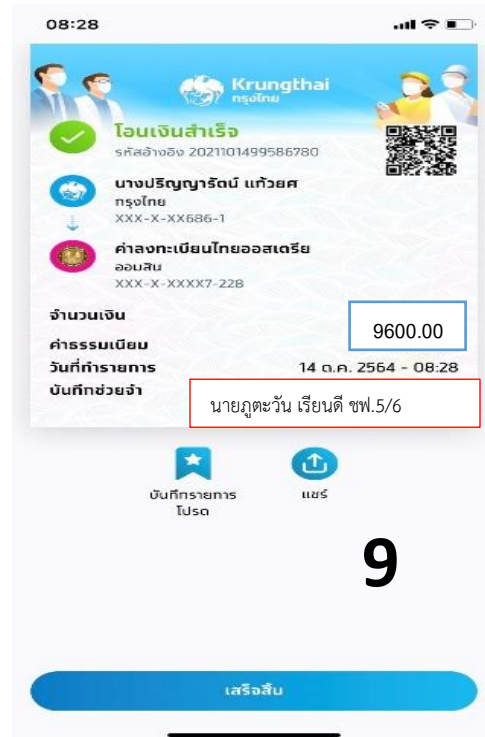 08:28
Krungthai
กรุงไทย
โอนเงินสำเร็จ
รหัสอ้างอิง 2021101499586780
นางปริญญารัตน์ แก้วยศ
กรุงไทย
XXX-X-XX686-1
ค่าลงทะเบียนไทยออสเตรีย
ออมสิน
XXX-X-XXXX7-228
จำนวนเงิน 9600.00
ค่าธรรมเนียม
วันที่ทำรายการ 14 ต.ค. 2564 - 08:28
บันทึกช่วยจำ นายภูตะวัน เรียนดี ชฟ.5/6
บันทึกรายการ แชร์
โปรด
9
เสร็จสิ้น